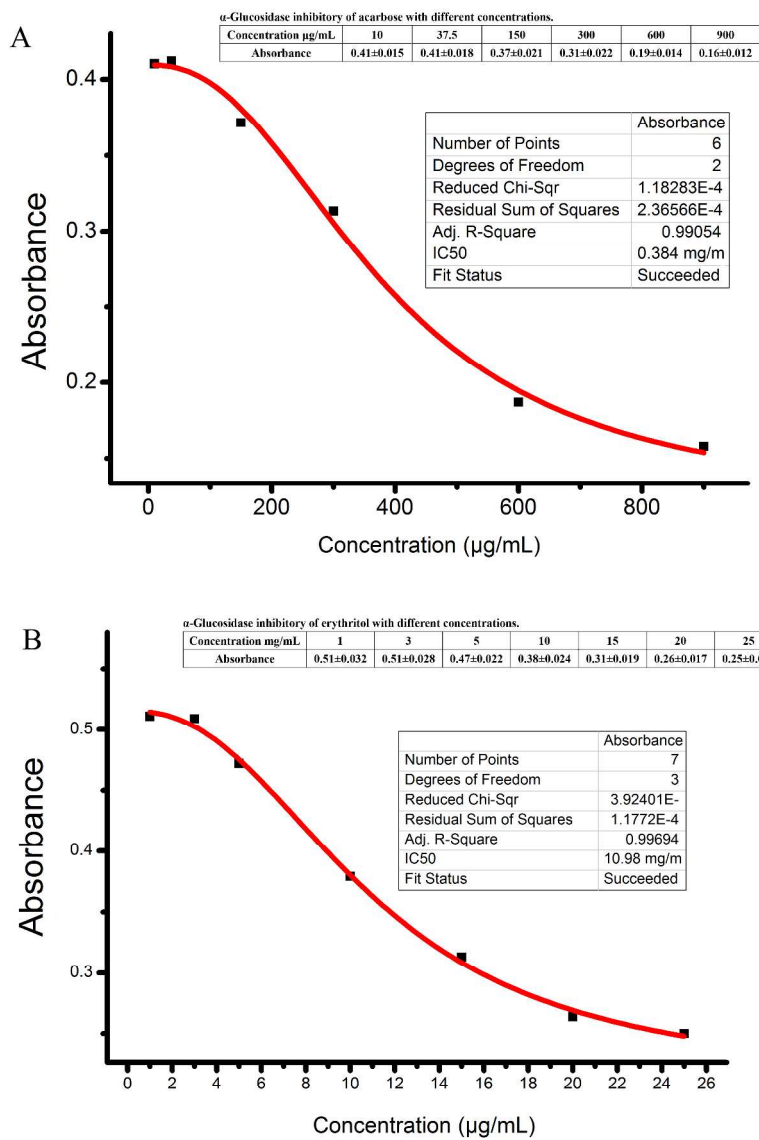 A
α-Glucosidase inhibitory of acarbose with different concentrations.
Concentration µg/mL 10 37.5 150 300 600 900
Absorbance 0.41±0.015 0.41±0.018 0.37±0.021 0.31±0.022 0.19±0.014 0.16±0.012
Absorbance
Number of Points 6
Degrees of Freedom 2
Reduced Chi-Sqr 1.18283E-4
Residual Sum of Squares 2.36566E-4
Adj. R-Square 0.99054
IC50 0.384 mg/m
Fit Status Succeeded
Absorbance
0.4
0.3
0.2
0 200 400 600 800
Concentration (µg/mL)
B
α-Glucosidase inhibitory of erythritol with different concentrations.
Concentration mg/mL 1 3 5 10 15 20 25
Absorbance 0.51±0.032 0.51±0.028 0.47±0.022 0.38±0.024 0.31±0.019 0.26±0.017 0.25±0.0
Absorbance
Number of Points 7
Degrees of Freedom 3
Reduced Chi-Sqr 3.92401E-
Residual Sum of Squares 1.1772E-4
Adj. R-Square 0.99694
IC50 10.98 mg/m
Fit Status Succeeded
Absorbance
0.5
0.4
0.3
0 2 4 6 8 10 12 14 16 18 20 22 24 26
Concentration (µg/mL)